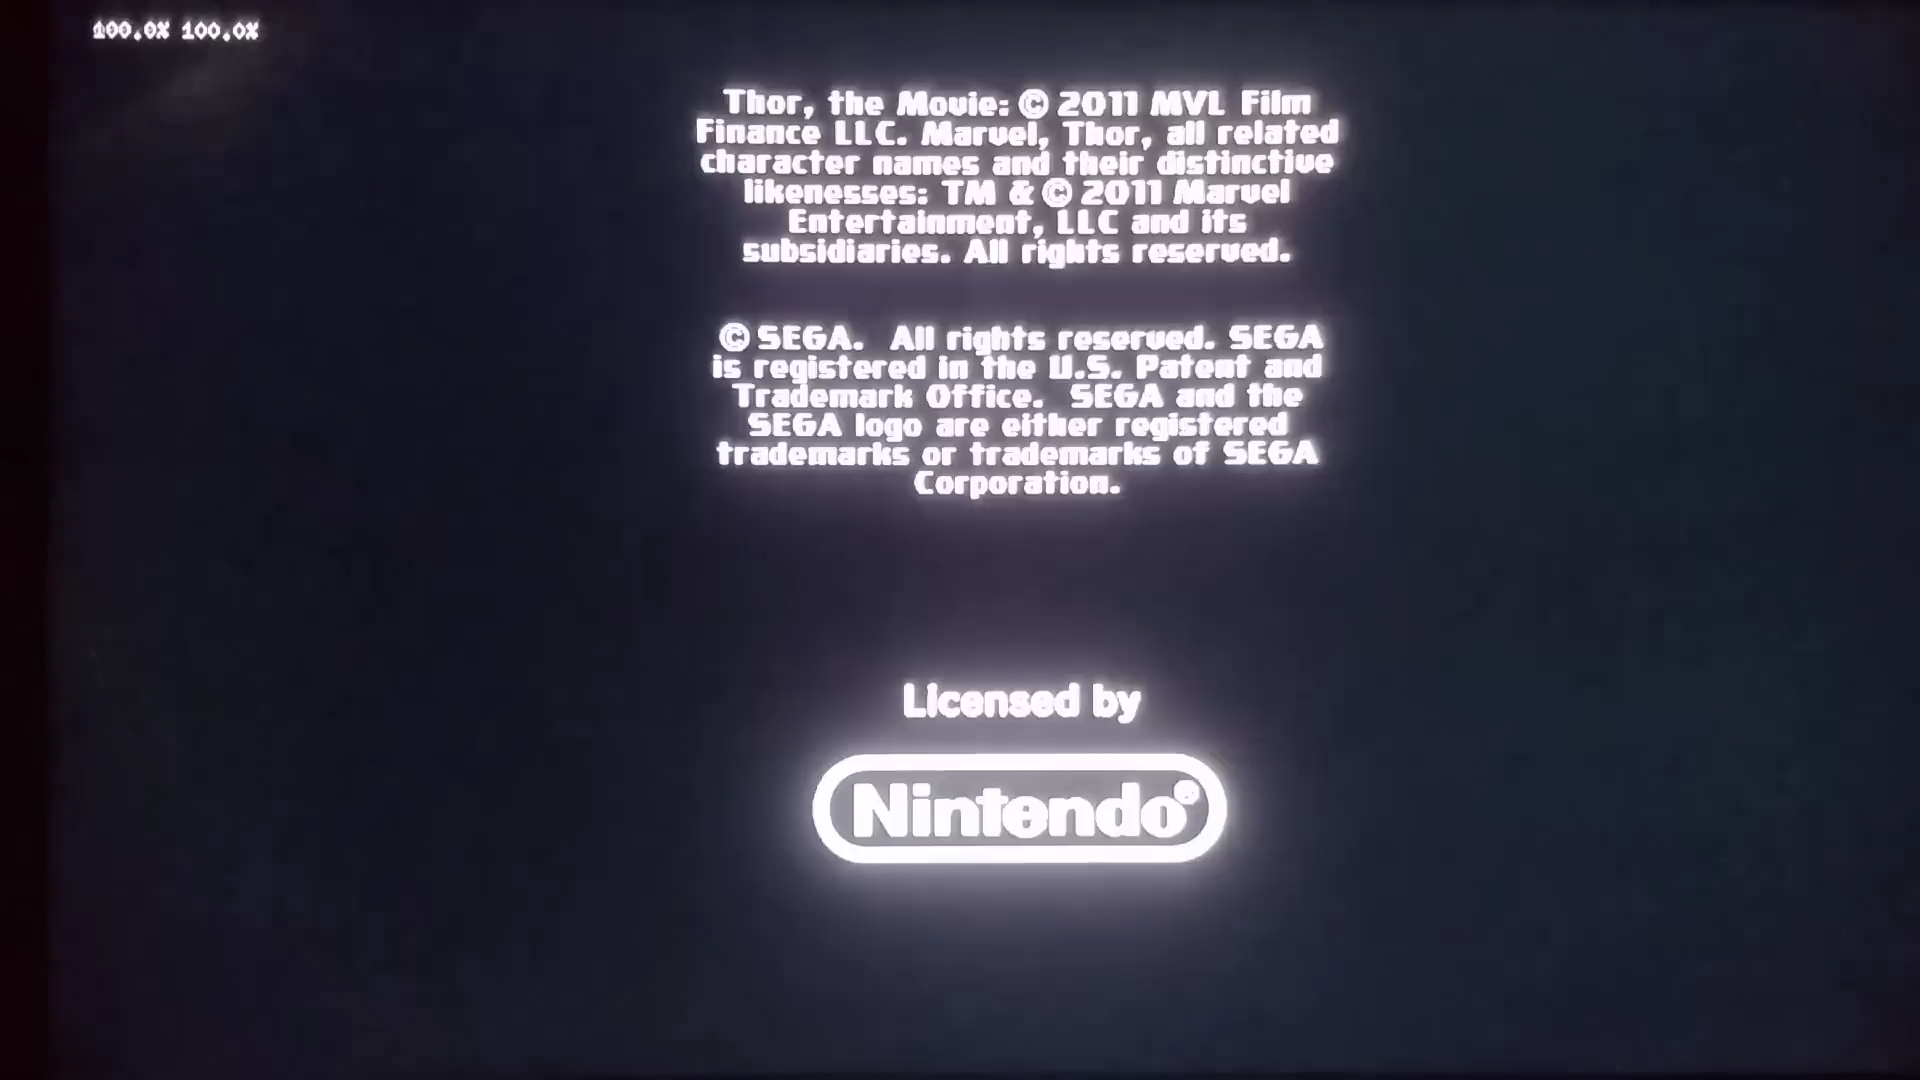 100.0% 100.0%
Thor, the Movie: © 2011 MVL Film
Finance LLC. Marvel, Thor, all related
character names and their distinctive
likenesses: TM & © 2011 Marvel
Entertainment, LLC and its
subsidiaries. All rights reserved.
© SEGA.  All rights reserved. SEGA
is registered in the U.S. Patent and
Trademark Office.  SEGA and the
SEGA logo are either registered
trademarks or trademarks of SEGA
Corporation.
Licensed by
Nintendo®